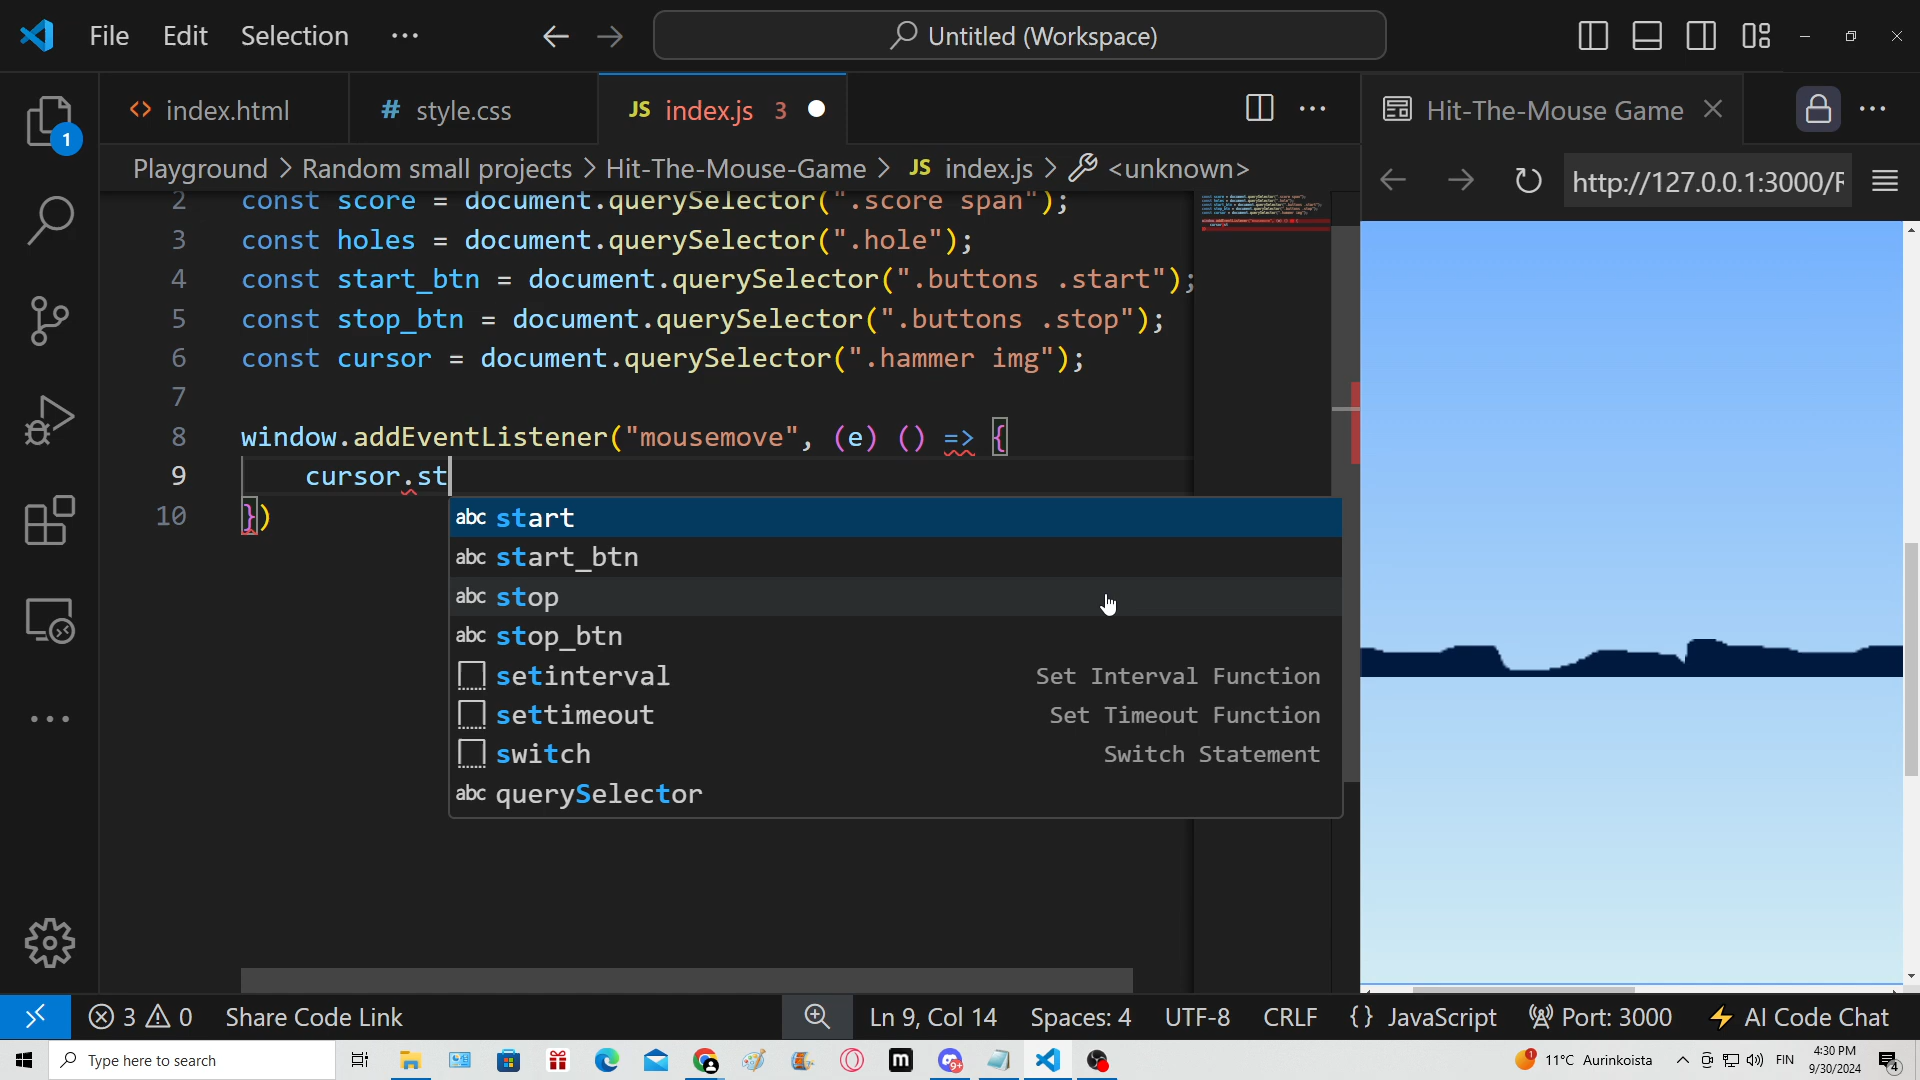 File Edit Selection ···
Untitled (Workspace)
index.html
# style.css
JS index.js 3
Hit-The-Mouse Game
Playground > Random small projects > Hit-The-Mouse-Game > JS index.js > <unknown>
http://127.0.0.1:3000/R
1
2 const score = document.querySelector(".score span");
3 const holes = document.querySelector(".hole");
4 const start_btn = document.querySelector(".buttons .start");
5 const stop_btn = document.querySelector(".buttons .stop");
6 const cursor = document.querySelector(".hammer img");
7
8 window.addEventListener("mousemove", (e) () => {
9 cursor.st
10 })
abc start
abc start_btn
abc stop
abc stop_btn
setinterval Set Interval Function
settimeout Set Timeout Function
switch Switch Statement
abc querySelector
3 0 Share Code Link
Ln 9, Col 14 Spaces: 4 UTF-8 CRLF {} JavaScript Port: 3000 AI Code Chat
Type here to search
9+
m
1
11°C Aurinkoista
FIN
4:30 PM
9/30/2024
4